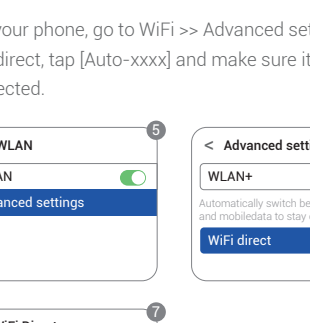 your phone, go to WiFi >> Advanced set
direct, tap [Auto-xxxx] and make sure it
ected.
5
WLAN
AN
anced settings
< Advanced setti
WLAN+
Automatically switch be
and mobiledata to stay
WiFi direct
7